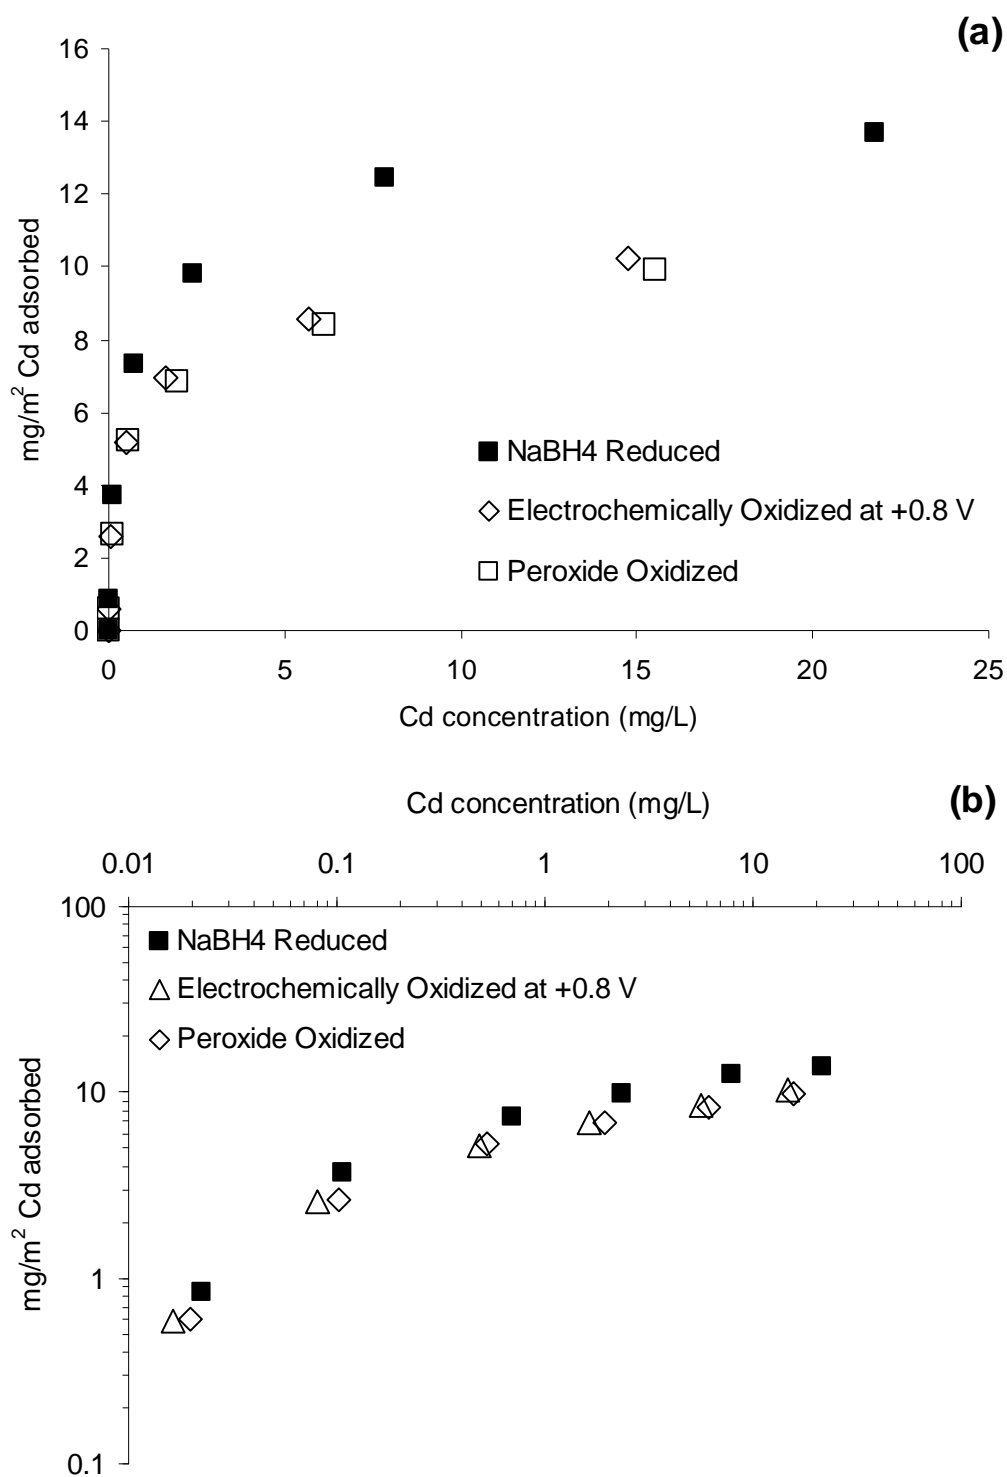 (a)
16
14
12
10
8
6
4
2
0
mg/m² Cd adsorbed
NaBH4 Reduced
Electrochemically Oxidized at +0.8 V
Peroxide Oxidized
0 5 10 15 20 25
Cd concentration (mg/L)
Cd concentration (mg/L) (b)
0.01 0.1 1 10 100
100
10
1
0.1
mg/m² Cd adsorbed
NaBH4 Reduced
Electrochemically Oxidized at +0.8 V
Peroxide Oxidized